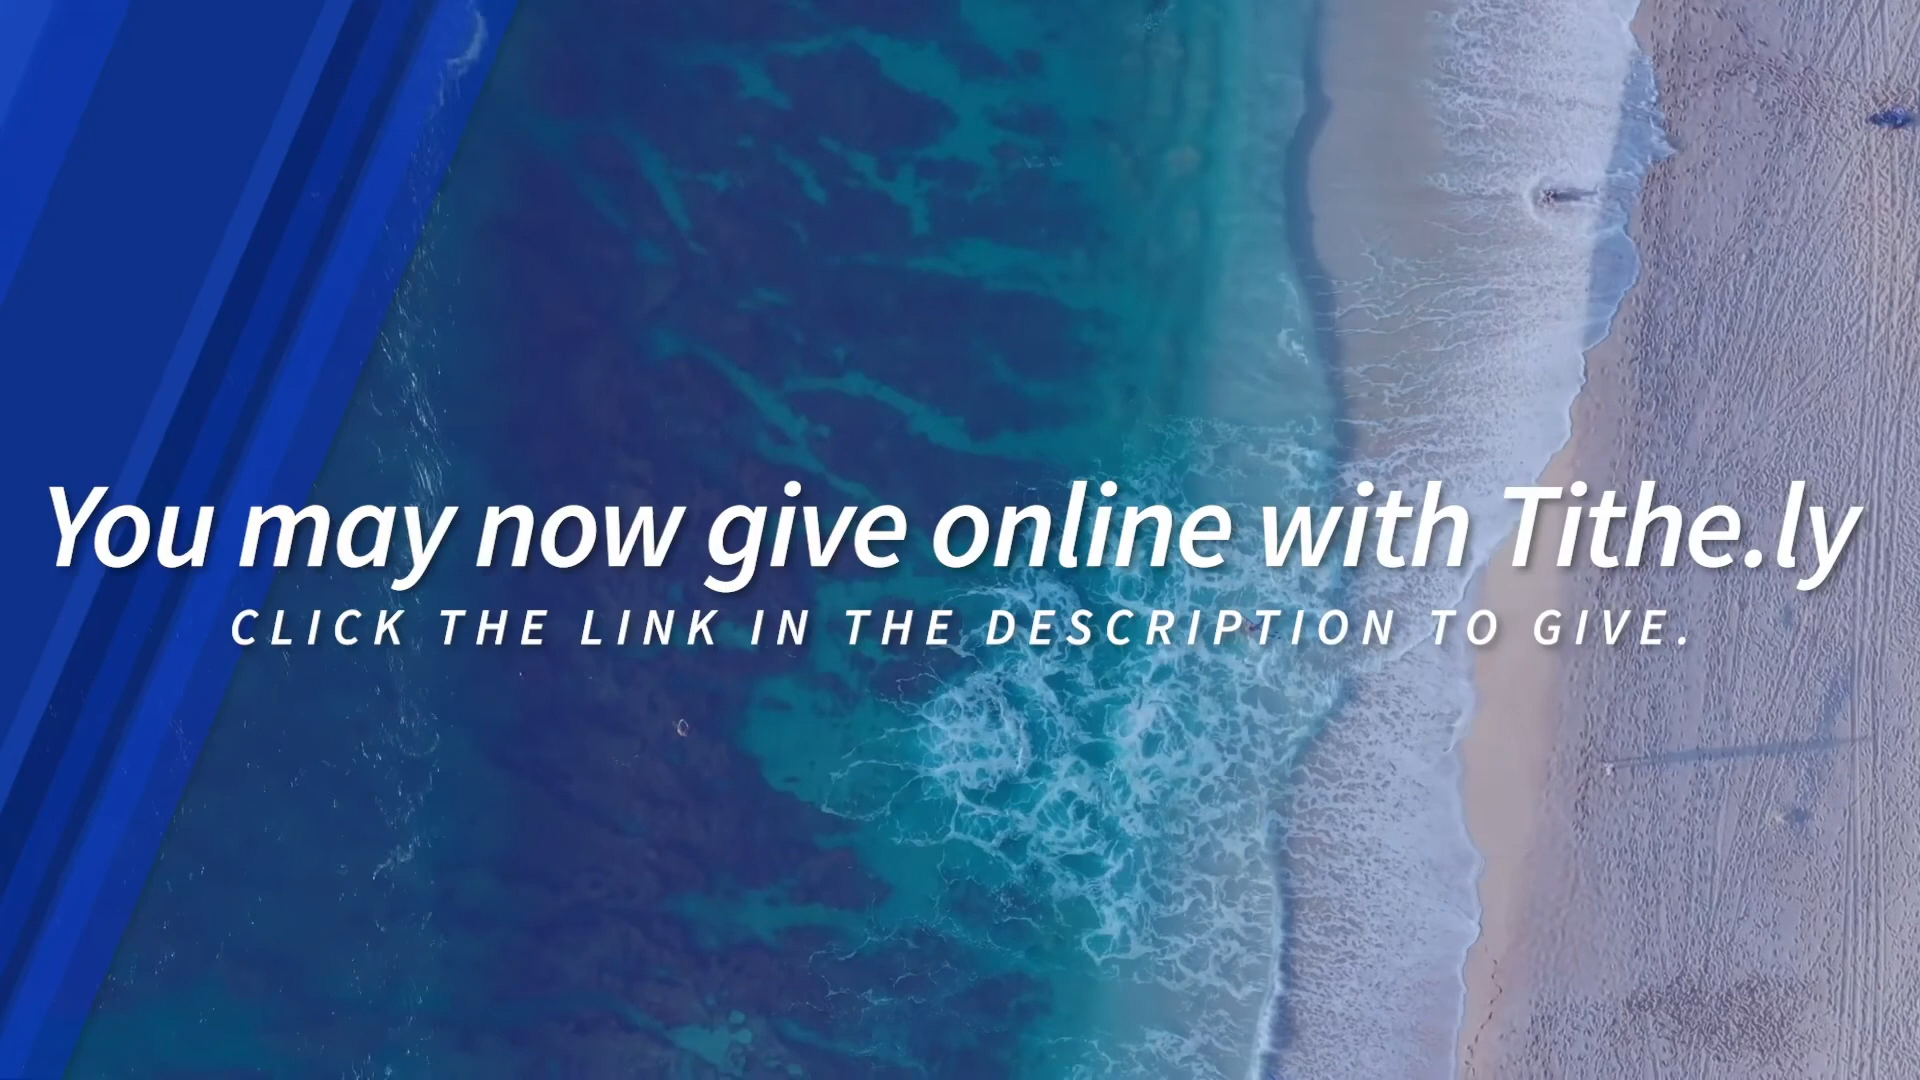 You may now give online with Tithe.ly
CLICK THE LINK IN THE DESCRIPTION TO GIVE.